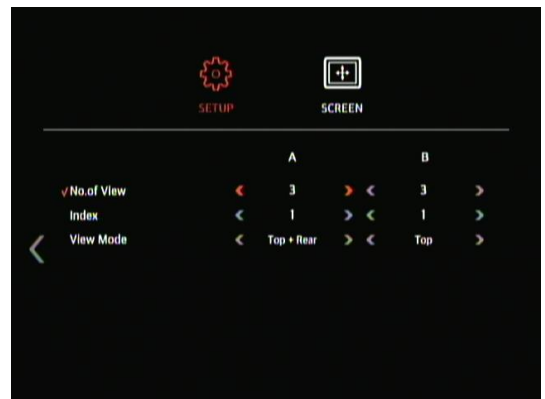 SETUP SCREEN
A B
No.of View 3 3
Index 1 1
View Mode Top + Rear Top